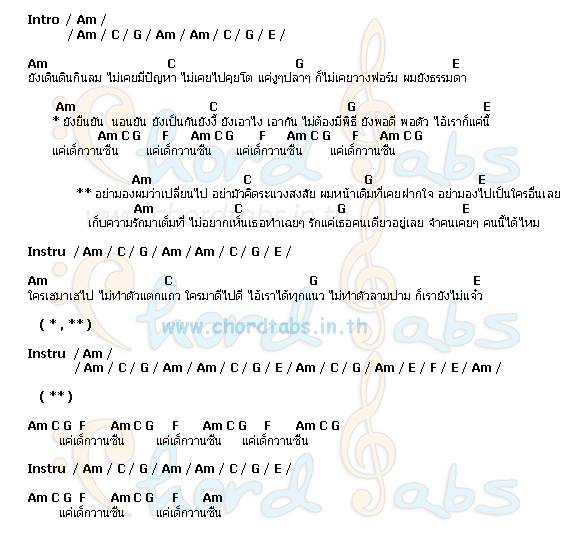 Intro / Am /
/ Am / C / G / Am / Am / C / G / E /
Am C G E
ยังเดินดินกินลม ไม่เคยมีปัญหา ไม่เคยไปคุยโต แค่งูๆปลาๆ ก็ไม่เคยวางฟอร์ม ผมยังธรรมดา
Am C G E
* ยังยืนยัน นอนยัน ยังเป็นกันยังงี้ ยังเอาไง เอากัน ไม่ต้องมีพิธี ยังพอดี พอตัว ไอ้เราก็แค่นี้
Am C G F Am C G F Am C G F Am C G
แค่เด็กวานซืน แค่เด็กวานซืน แค่เด็กวานซืน แค่เด็กวานซืน
Am C G E
** อย่ามองผมว่าเปลี่ยนไป อย่ามัวคิดระแวงสงสัย ผมหน้าเดิมที่เคยฝากใจ อย่ามองไปเป็นใครอื่นเลย
Am C G E
เก็บความรักมาเต็มที่ ไม่อยากเห็นเธอทำเฉยๆ รักแค่เธอคนเดียวอยู่เลย จำคนเคยๆ คนนี้ได้ไหม
Instru / Am / C / G / Am / Am / C / G / E /
Am C G E
ใครเฮมาเฮไป ไม่ทำตัวแตกแถว ใครมาดีไปดี ไอ้เราได้ทุกแนว ไม่ทำตัวลามปาม ก็เรายังไม่แจ๋ว
( * , ** )
www.chordtabs.in.th
Instru / Am /
/ Am / C / G / Am / Am / C / G / E / Am / C / G / Am / E / F / E / Am /
( ** )
Am C G F Am C G F Am C G F Am C G
แค่เด็กวานซืน แค่เด็กวานซืน แค่เด็กวานซืน
Instru / Am / C / G / Am / Am / C / G / E /
Am C G F Am C G F Am
แค่เด็กวานซืน แค่เด็กวานซืน